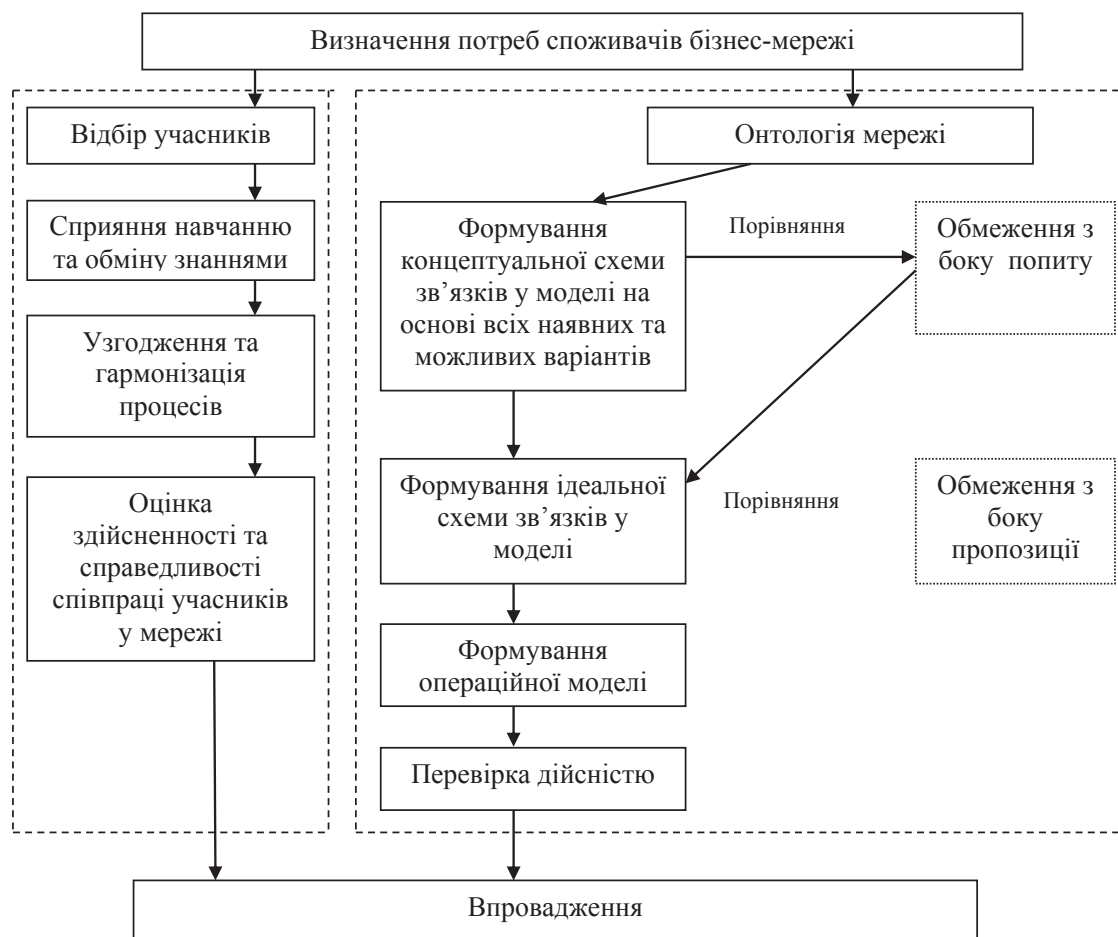 Визначення потреб споживачів бізнес-мережі
Відбір учасників
Сприяння навчанню
та обміну знаннями
Узгодження та
гармонізація
процесів
Оцінка
здійсненності та
справедливості
співпраці учасників
у мережі
Онтологія мережі
Формування
концептуальної схеми
зв’язків у моделі на
основі всіх наявних та
можливих варіантів
Порівняння
Обмеження з
боку попиту
Формування ідеальної
схеми зв’язків у
моделі
Порівняння
Обмеження з
боку
пропозиції
Формування
операційної моделі
Перевірка дійсністю
Впровадження